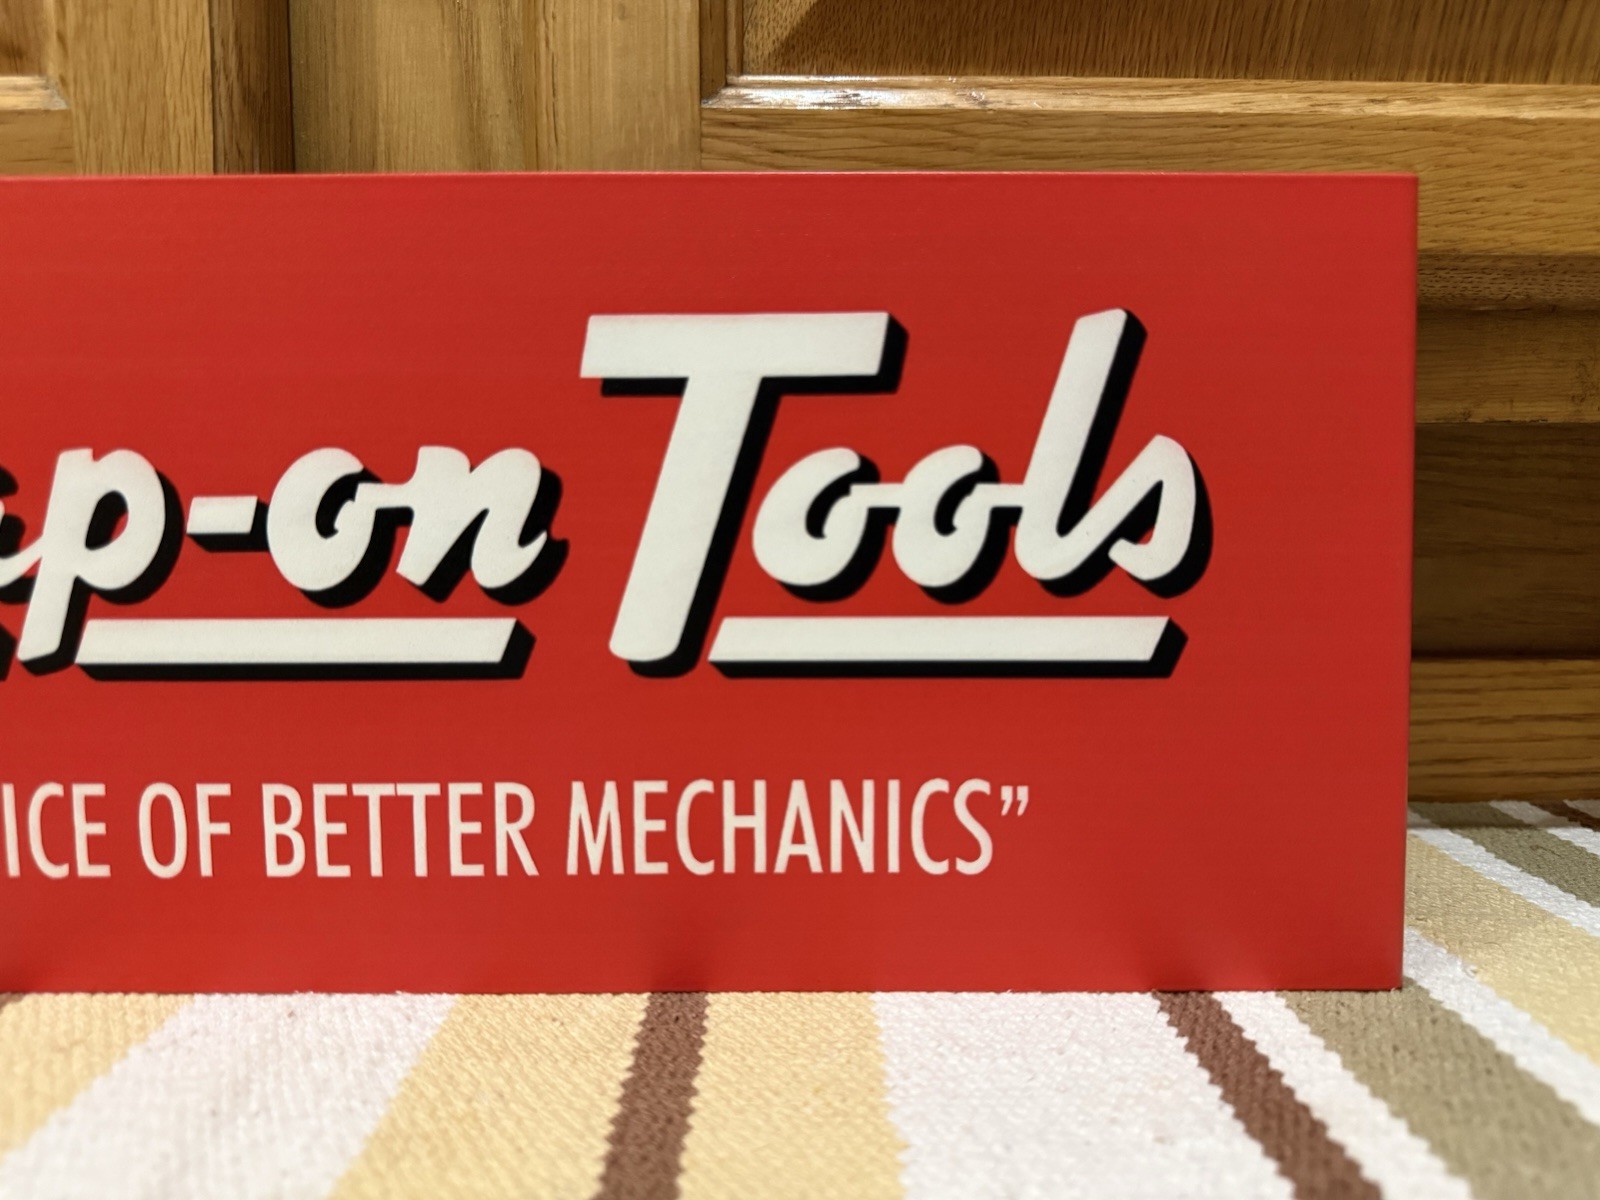 ap-on Tools
ICE OF BETTER MECHANICS”